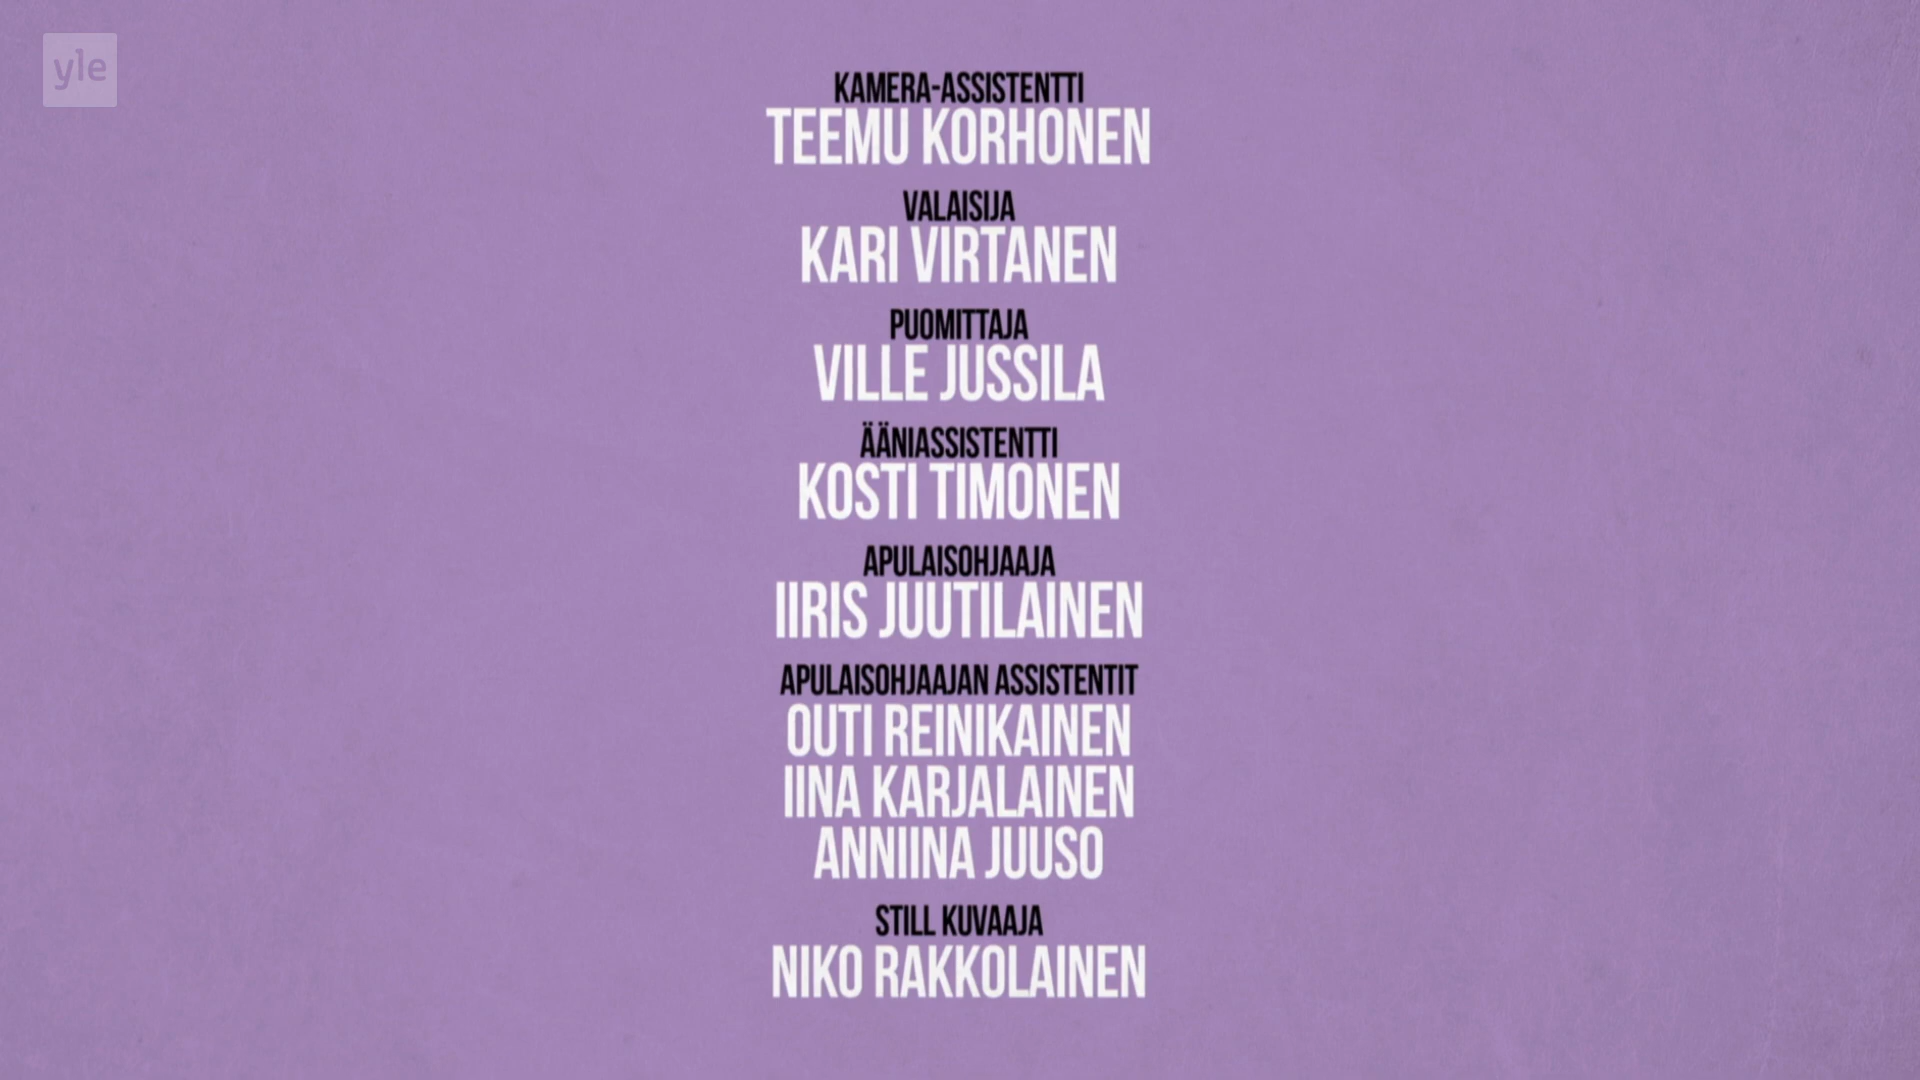 yle
KAMERA-ASSISTENTTI
TEEMU KORHONEN
VALAISIJA
KARI VIRTANEN
PUOMITTAJA
VILLE JUSSILA
ÄÄNIASSISTENTTI
KOSTI TIMONEN
APULAISOHJAAJA
IIRIS JUUTILAINEN
APULAISOHJAAJAN ASSISTENTIT
OUTI REINIKAINEN
IINA KARJALAINEN
ANNIINA JUUSO
STILL KUVAAJA
NIKO RAKKOLAINEN